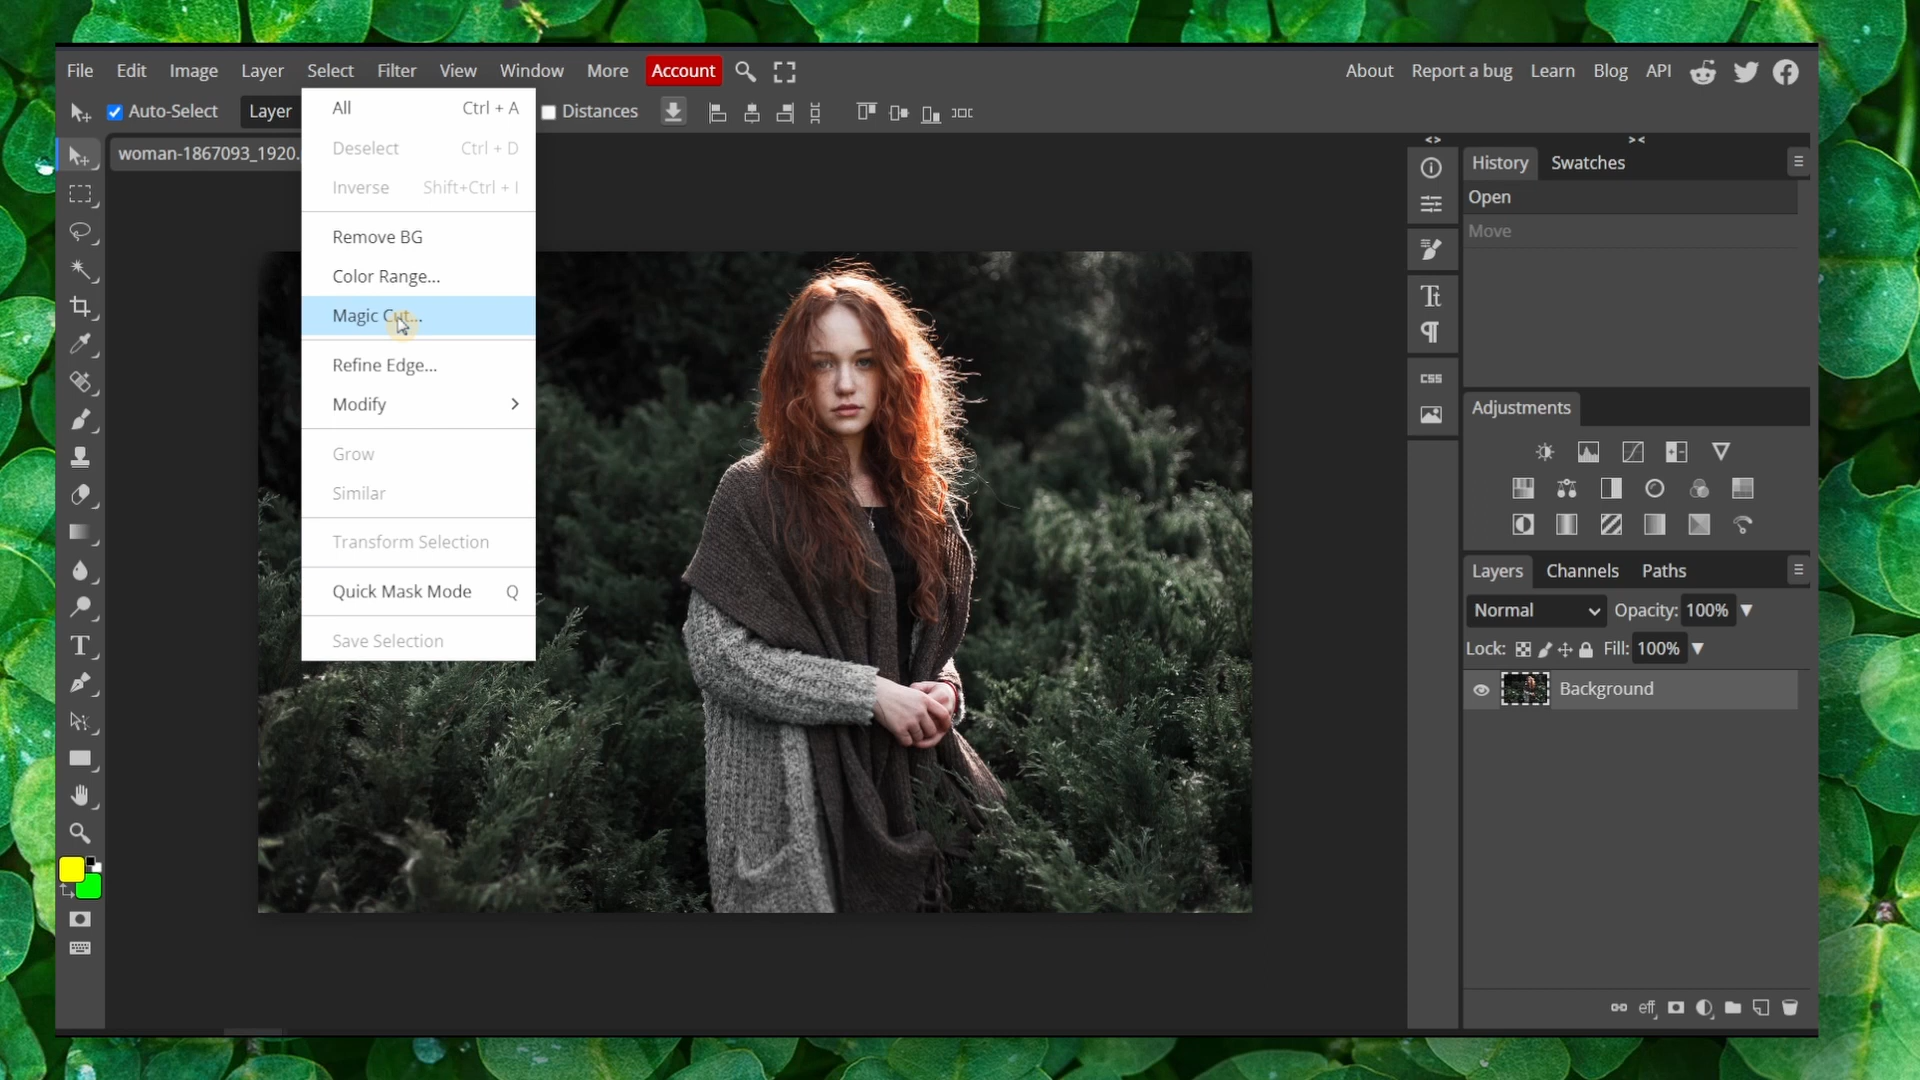 File Edit Image Layer Select Filter View Window More Account About Report a bug Learn Blog API
Auto-Select Layer Distances
woman-1867093_1920.
All Ctrl + A
Deselect Ctrl + D
Inverse Shift+Ctrl + I
Remove BG
Color Range...
Magic Cut...
Refine Edge...
Modify
Grow
Similar
Transform Selection
Quick Mask Mode Q
Save Selection
History Swatches
Open
Move
CSS
Adjustments
Layers Channels Paths
Normal Opacity: 100%
Lock: Fill: 100%
Background
eff